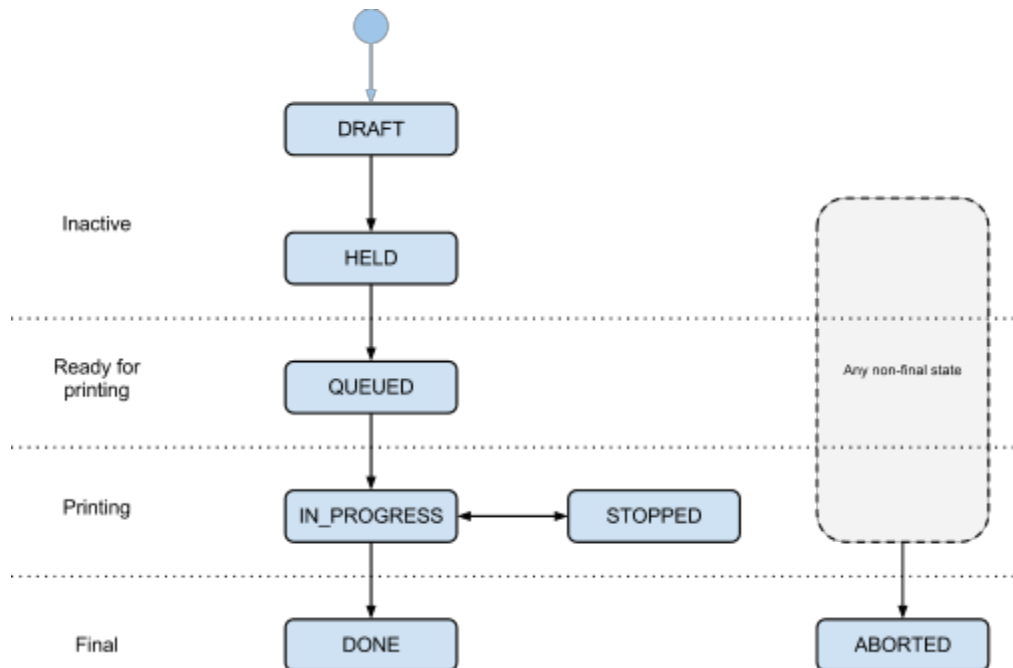 DRAFT
Inactive
HELD
Ready for
printing
QUEUED
Any non-final state
Printing
IN_PROGRESS
STOPPED
Final
DONE
ABORTED